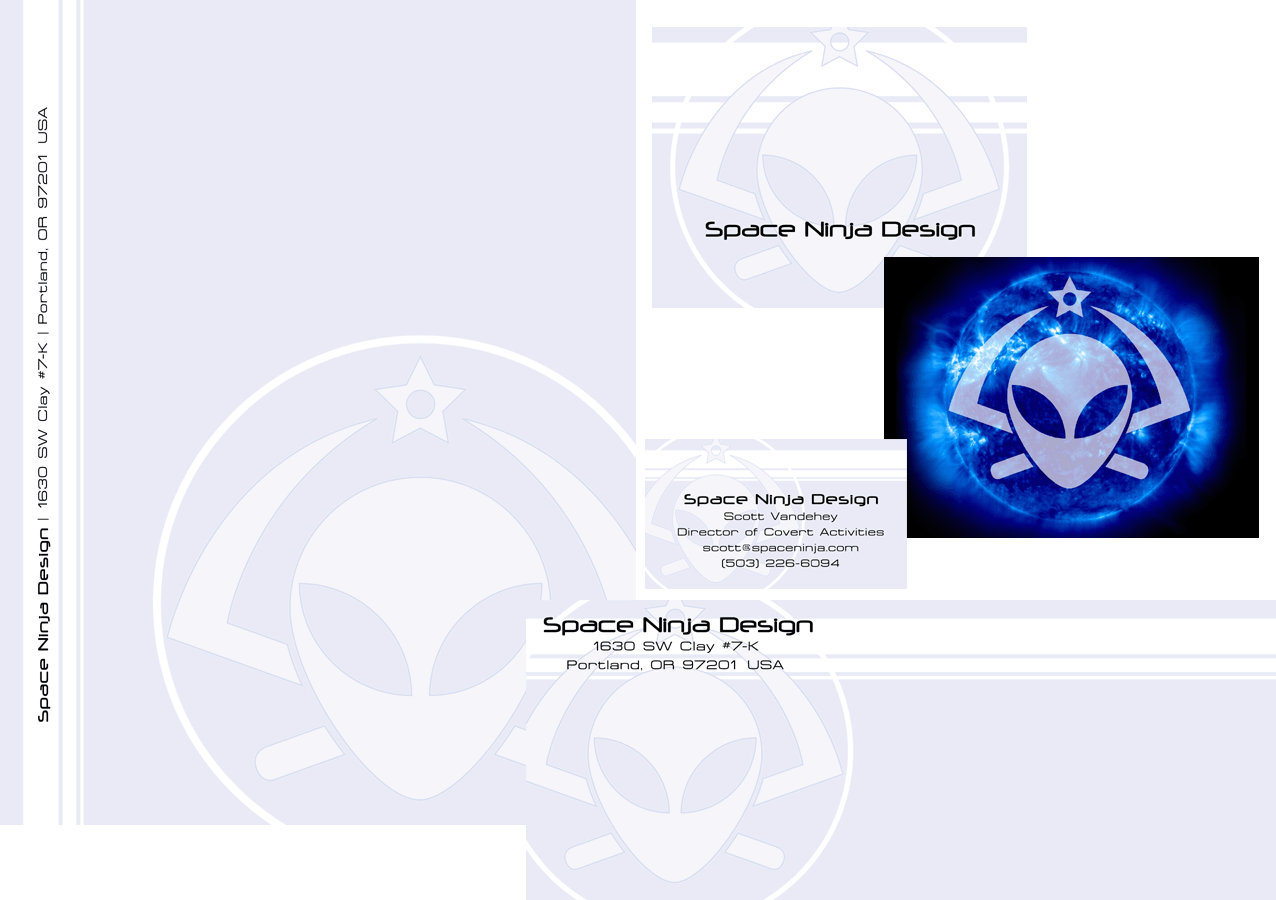 Space Ninja Design | 1630 SW Clay #7-K | Portland, OR 97201 USA
Space Ninja Design
Space Ninja Design
Scott Vandehey
Director of Covert Activities
scott@spaceninja.com
(503) 226-6094
Space Ninja Design
1630 SW Clay #7-K
Portland, OR 97201 USA